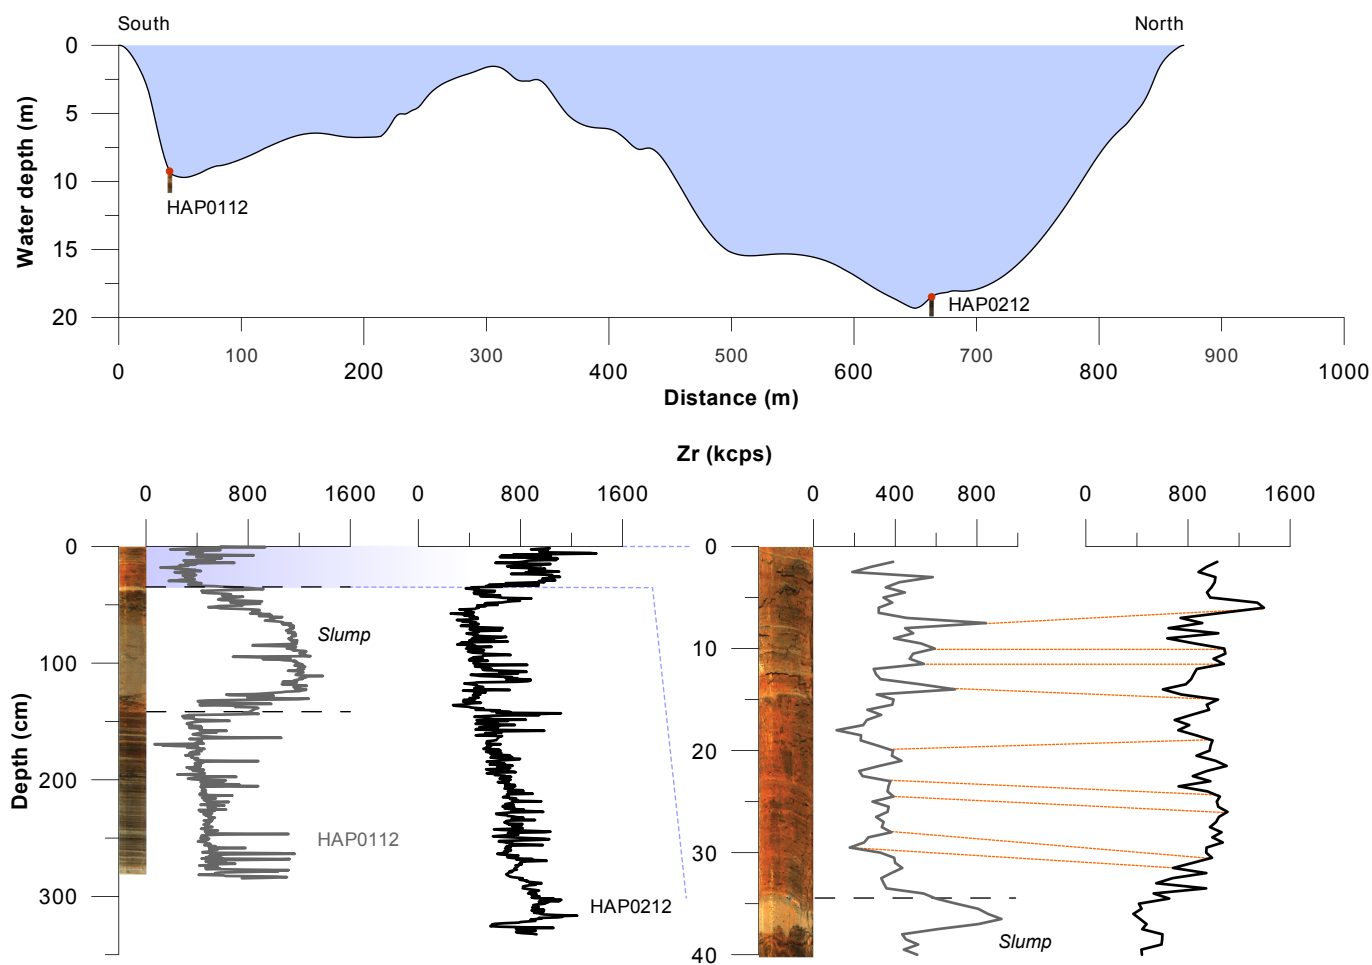 South North
0
5
10
15
20
Water depth (m)
HAP0112
HAP0212
100 300 500 700 900
0 200 400 600 800 1000
Distance (m)
Zr (kcps)
0 800 1600 0 800 1600 0 400 800 0 800 1600
0
100
200
300
Depth (cm)
Slump
HAP0112
HAP0212
0
10
20
30
40
Slump